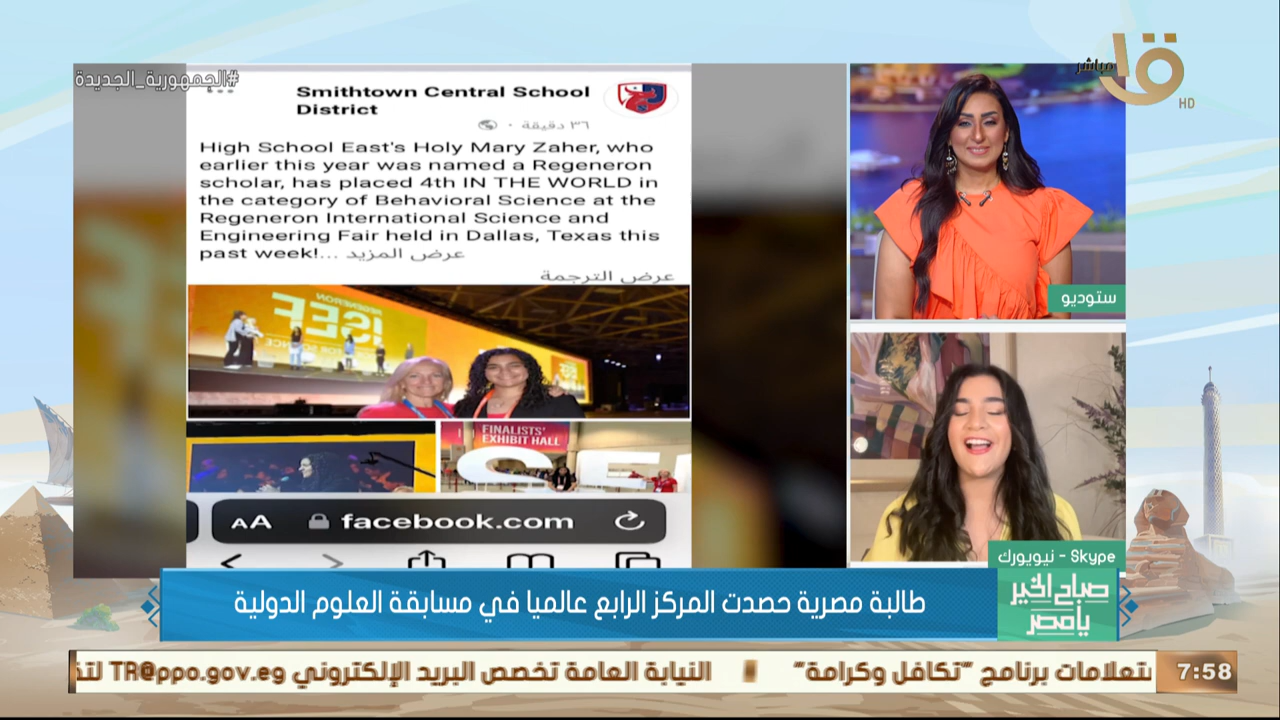 #الجمهورية_الجديدة
مباشر
HD
Smithtown Central School
District
٣٦ دقيقة ·
High School East's Holy Mary Zaher, who
earlier this year was named a Regeneron
scholar, has placed 4th IN THE WORLD in
the category of Behavioral Science at the
Regeneron International Science and
Engineering Fair held in Dallas, Texas this
past week!... عرض المزيد
عرض الترجمة
REGENERON
ISEF
FINALISTS'
EXHIBIT HALL
AA facebook.com
ستوديو
Skype - نيويورك
صباح الخير
يا مصر
طالبة مصرية حصدت المركز الرابع عالميا في مسابقة العلوم الدولية
7:58
ستعلامات برنامج "تكافل وكرامة" النيابة العامة تخصص البريد الإلكتروني TR@ppo.gov.eg